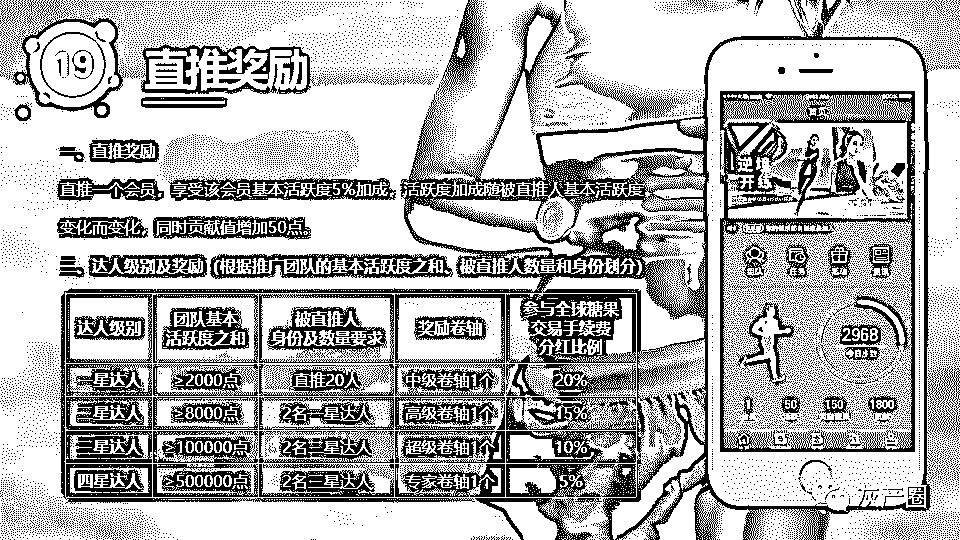 19
直推奖励
一、直推奖励
直推一个会员，享受该会员基本活跃度5%加成，活跃度加成随被直推人基本活跃度
变化而变化，同时贡献值增加50点。
二、达人级别及奖励（根据推广团队的基本活跃度之和、被直推人数量和身份划分）
达人级别 团队基本活跃度之和 被直推人身份及数量要求 奖励卷轴 参与全球糖果交易手续费分红比例
一星达人 ≥2000点 直推20人 中级卷轴1个 20%
二星达人 ≥8000点 2名一星达人 高级卷轴1个 15%
三星达人 ≥100000点 2名二星达人 超级卷轴1个 10%
四星达人 ≥500000点 2名三星达人 专家卷轴1个 5%
逆境
开练
2968
今日步数
1 50 150 1800
灰产圈